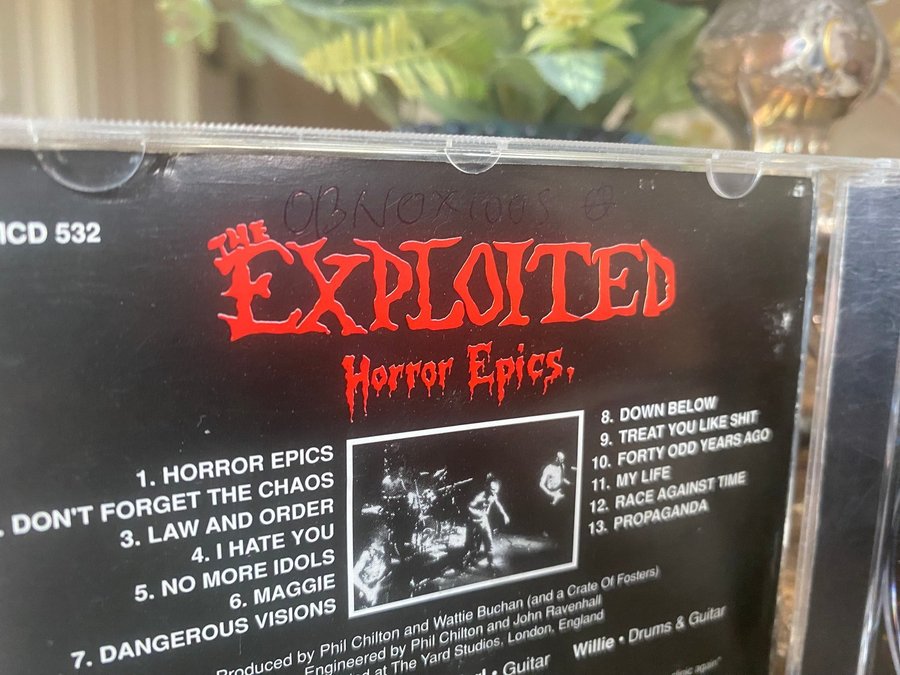 OBNOXIOUS
CD 532
THE
EXPLOITED
Horror Epics.
1. HORROR EPICS
DON'T FORGET THE CHAOS
3. LAW AND ORDER
4. I HATE YOU
5. NO MORE IDOLS
6. MAGGIE
7. DANGEROUS VISIONS
8. DOWN BELOW
9. TREAT YOU LIKE SHIT
10. FORTY ODD YEARS AGO
11. MY LIFE
12. RACE AGAINST TIME
13. PROPAGANDA
Produced by Phil Chilton and Wattie Buchan (and a Crate Of Fosters)
Engineered by Phil Chilton and John Ravenhall
at The Yard Studios, London, England
• Guitar Willie • Drums & Guitar
again."